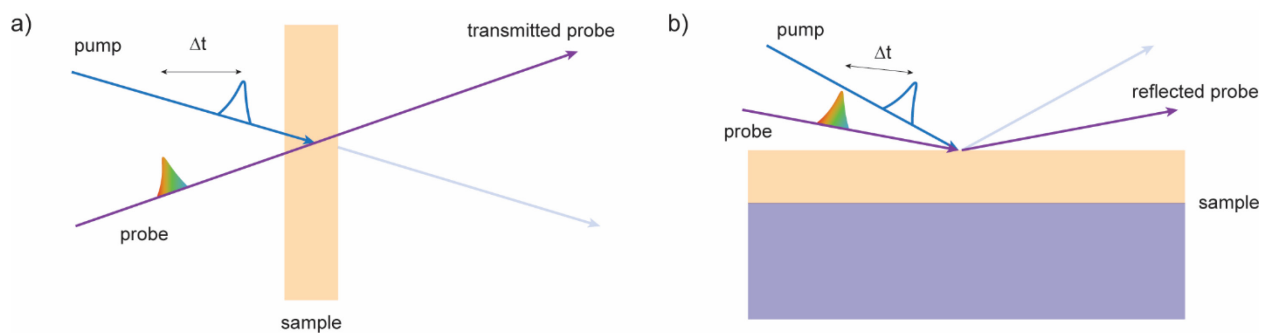 a)
pump
Δt
transmitted probe
probe
sample
b)
pump
Δt
reflected probe
probe
sample